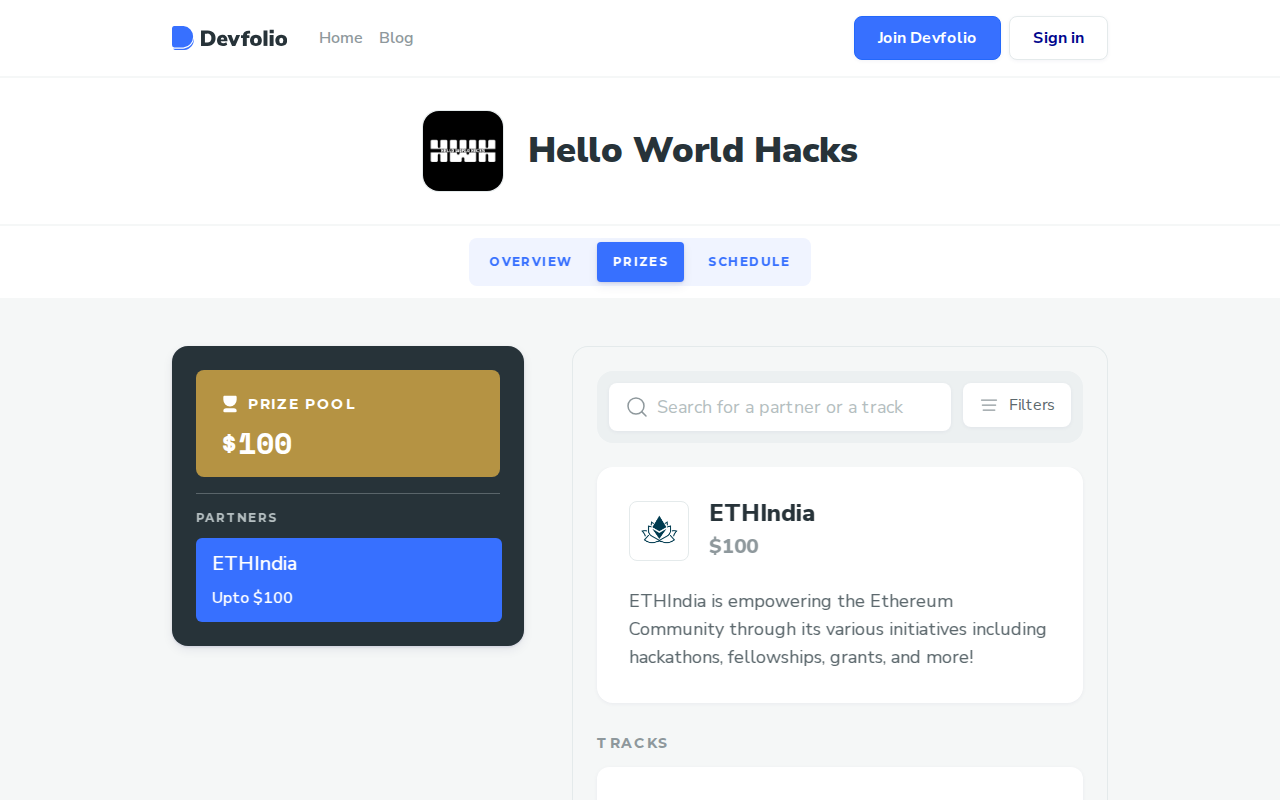 Devfolio
Home
Blog
Join Devfolio
Sign in
Hello World Hacks
OVERVIEW
PRIZES
SCHEDULE
PRIZE POOL
$100
PARTNERS
ETHIndia
Upto $100
Search for a partner or a track
Filters
ETHIndia
$100
ETHIndia is empowering the Ethereum
Community through its various initiatives including
hackathons, fellowships, grants, and more!
TRACKS